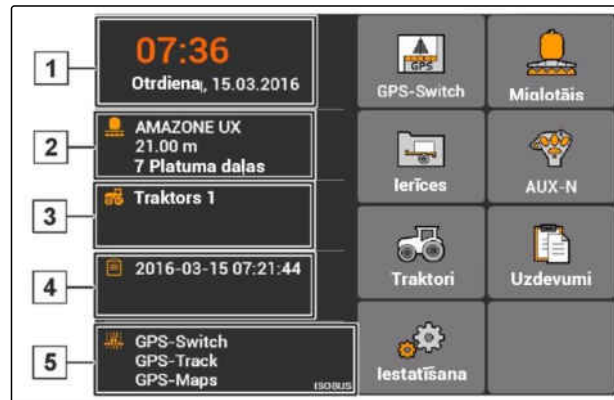 1
07:36
Otrdiena, 15.03.2016
2
AMAZONE UX
21.00 m
7 Platuma daļas
3
Traktors 1
4
2016-03-15 07:21:44
5
GPS-Switch
GPS-Track
GPS-Maps
ISOBUS
GPS
GPS-Switch
Miglotājs
Ierīces
AUX-N
Traktori
Uzdevumi
Iestatīšana